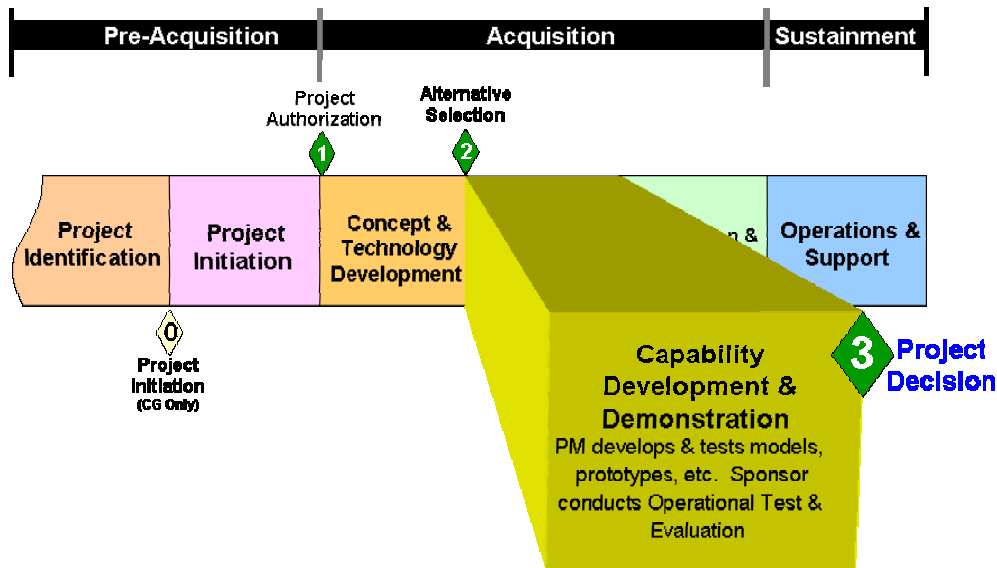 Pre-Acquisition
Acquisition
Sustainment
Project
Authorization
1
Alternative
Selection
2
Project
Identification
Project
Initiation
Concept &
Technology
Development
&
Operations &
Support
0
Project
Initiation
(CG Only)
3
Project
Decision
Capability
Development &
Demonstration
PM develops & tests models,
prototypes, etc. Sponsor
conducts Operational Test &
Evaluation